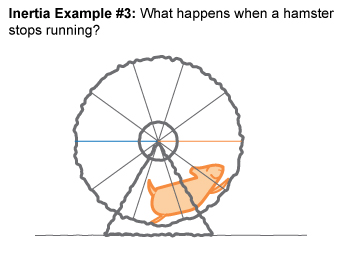 Inertia Example #3: What happens when a hamster
stops running?